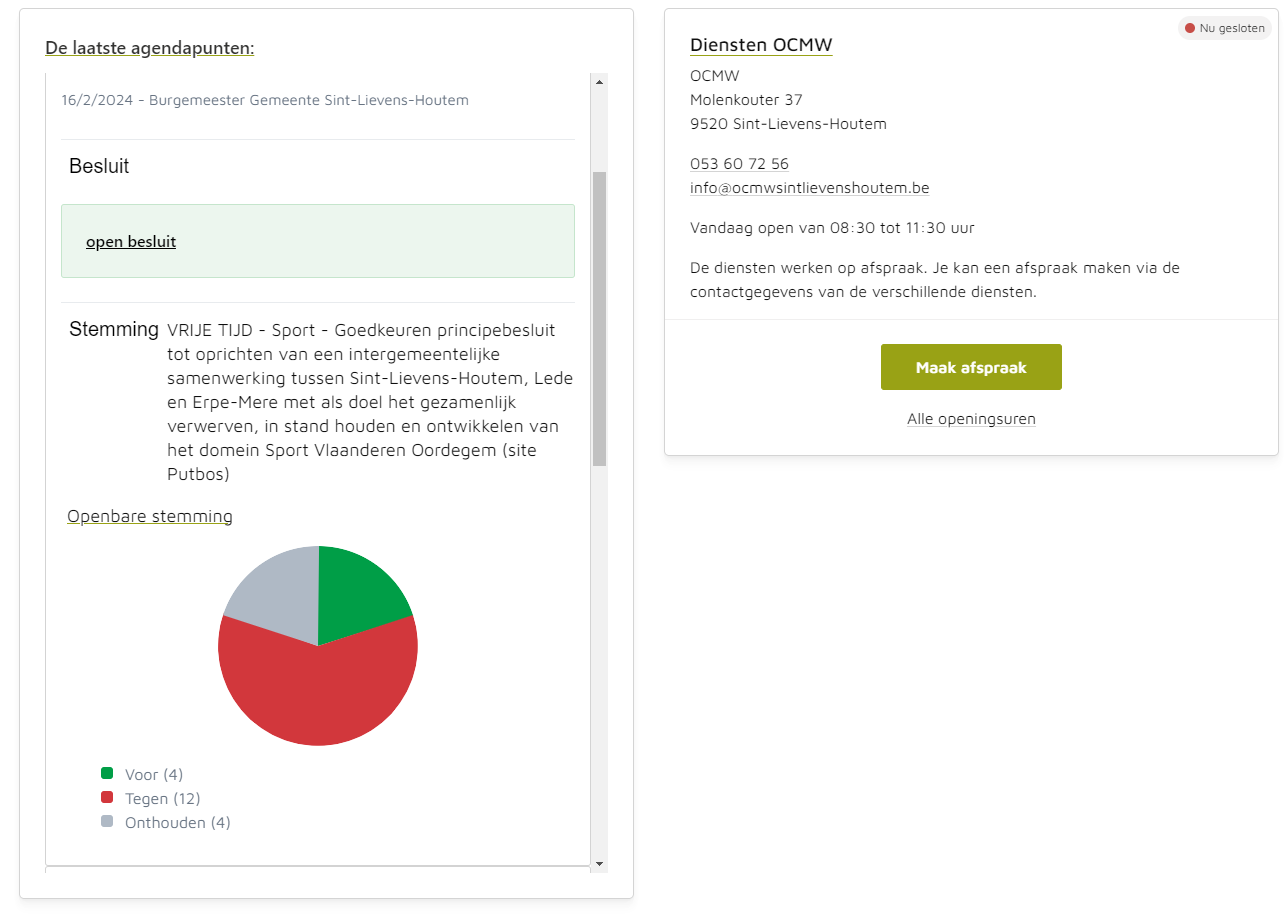 De laatste agendapunten:
16/2/2024 - Burgemeester Gemeente Sint-Lievens-Houtem
Besluit
open besluit
Stemming VRIJE TIJD - Sport - Goedkeuren principebesluit
tot oprichten van een intergemeentelijke
samenwerking tussen Sint-Lievens-Houtem, Lede
en Erpe-Mere met als doel het gezamenlijk
verwerven, in stand houden en ontwikkelen van
het domein Sport Vlaanderen Oordegem (site
Putbos)
Openbare stemming
Voor (4)
Tegen (12)
Onthouden (4)
Nu gesloten
Diensten OCMW
OCMW
Molenkouter 37
9520 Sint-Lievens-Houtem
053 60 72 56
info@ocmwsintlievenshoutem.be
Vandaag open van 08:30 tot 11:30 uur
De diensten werken op afspraak. Je kan een afspraak maken via de
contactgegevens van de verschillende diensten.
Maak afspraak
Alle openingsuren